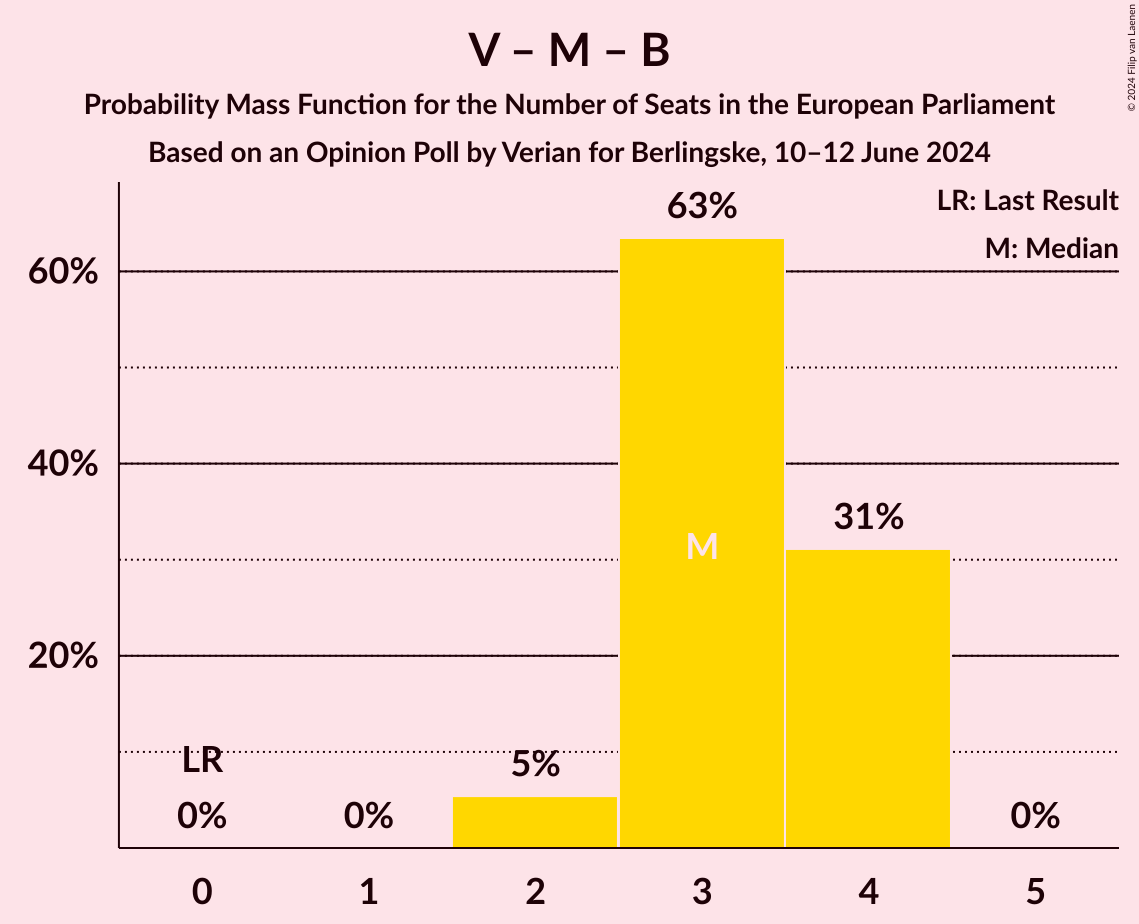 V – M – B
Probability Mass Function for the Number of Seats in the European Parliament
Based on an Opinion Poll by Verian for Berlingske, 10–12 June 2024
© 2024 Filip van Laenen
LR: Last Result
M: Median
63%
60%
40%
31%
M
20%
LR
5%
0%
0%
0%
0
1
2
3
4
5